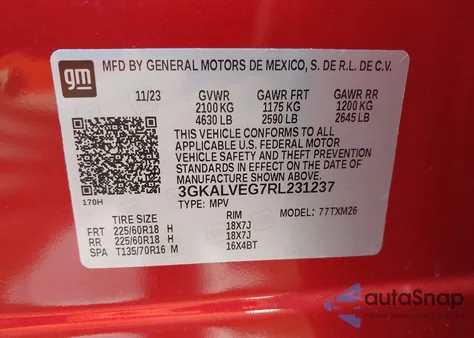 gm
MFD BY GENERAL MOTORS DE MEXICO, S. DE R.L. DE C.V.
11/23 GVWR GAWR FRT GAWR RR
2100 KG 1175 KG 1200 KG
4630 LB 2590 LB 2645 LB
THIS VEHICLE CONFORMS TO ALL
APPLICABLE U.S. FEDERAL MOTOR
VEHICLE SAFETY AND THEFT PREVENTION
STANDARDS IN EFFECT ON THE DATE OF
MANUFACTURE SHOWN ABOVE.
3GKALVEG7RL231237
170H TYPE: MPV MODEL: 77TXM26
TIRE SIZE RIM
FRT 225/60R18 H 18X7J
RR 225/60R18 H 18X7J
SPA T135/70R16 M 16X4BT
autoSnap